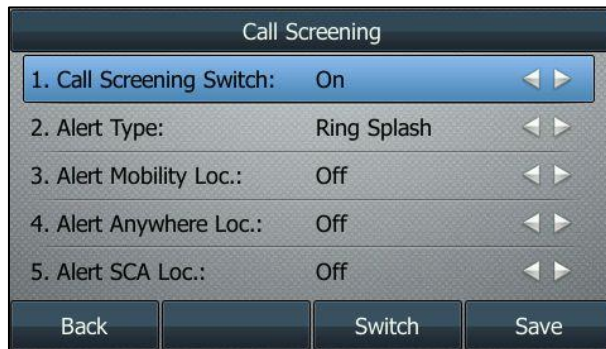 Call Screening
1. Call Screening Switch: On
2. Alert Type: Ring Splash
3. Alert Mobility Loc.: Off
4. Alert Anywhere Loc.: Off
5. Alert SCA Loc.: Off
Back Switch Save